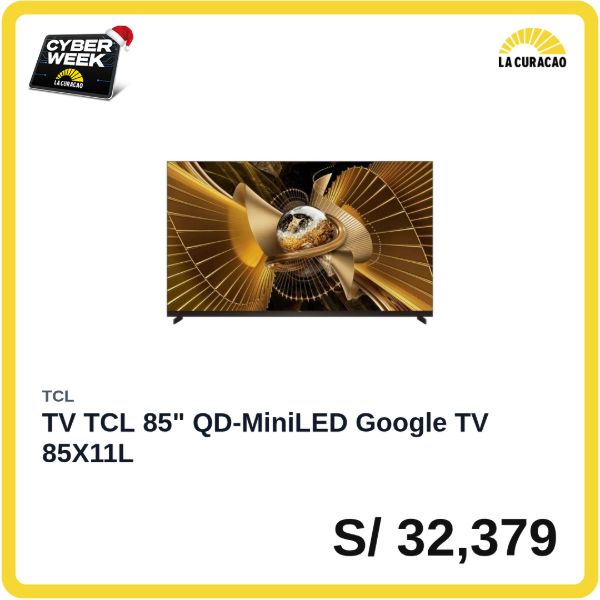 CYBER
WEEK
LA CURACAO
LA CURACAO
TCL
TV TCL 85" QD-MiniLED Google TV
85X11L
S/ 32,379